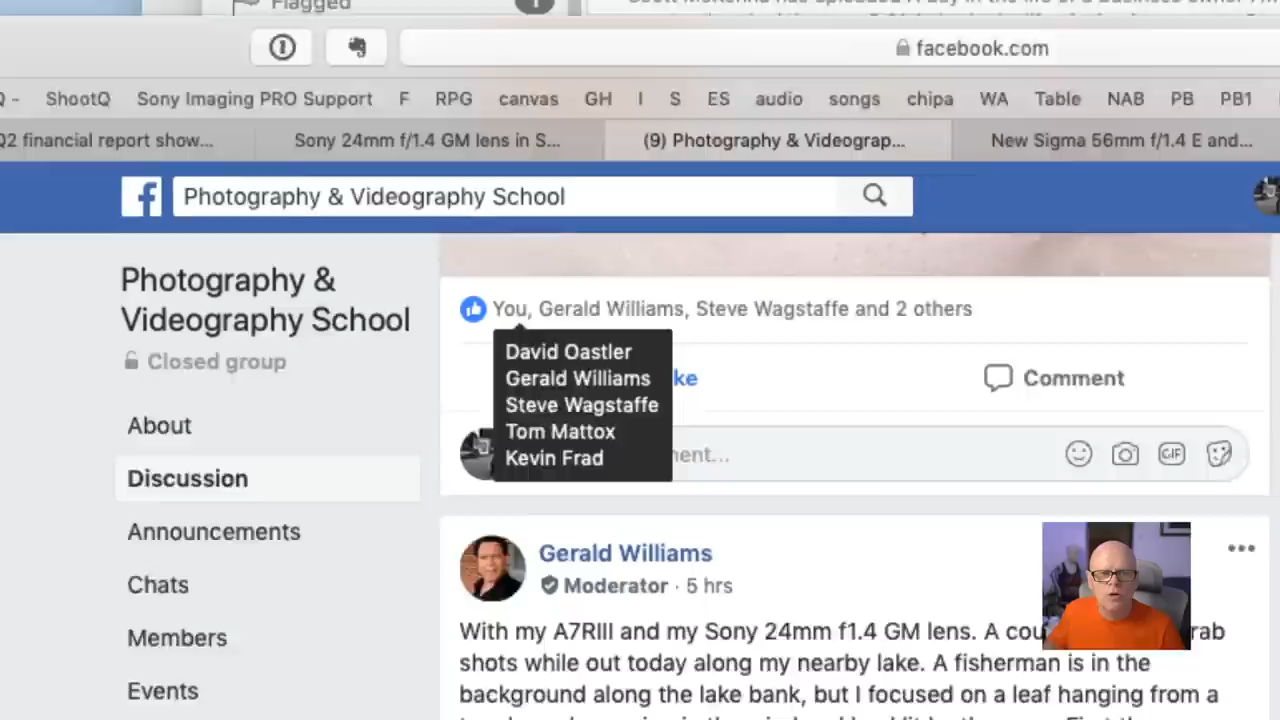 Flagged
facebook.com
ShootQ Sony Imaging PRO Support F RPG canvas GH I S ES audio songs chipa WA Table NAB PB PB1
Q2 financial report show... Sony 24mm f/1.4 GM lens in S... (9) Photography & Videograp... New Sigma 56mm f/1.4 E and...
Photography & Videography School
Photography &
Videography School
Closed group
About
Discussion
Announcements
Chats
Members
Events
You, Gerald Williams, Steve Wagstaffe and 2 others
David Oastler
Gerald Williams
Steve Wagstaffe
Tom Mattox
Kevin Frad
Comment
GIF
Gerald Williams
Moderator · 5 hrs
With my A7RIII and my Sony 24mm f1.4 GM lens. A
shots while out today along my nearby lake. A fisherman is in the
background along the lake bank, but I focused on a leaf hanging from a